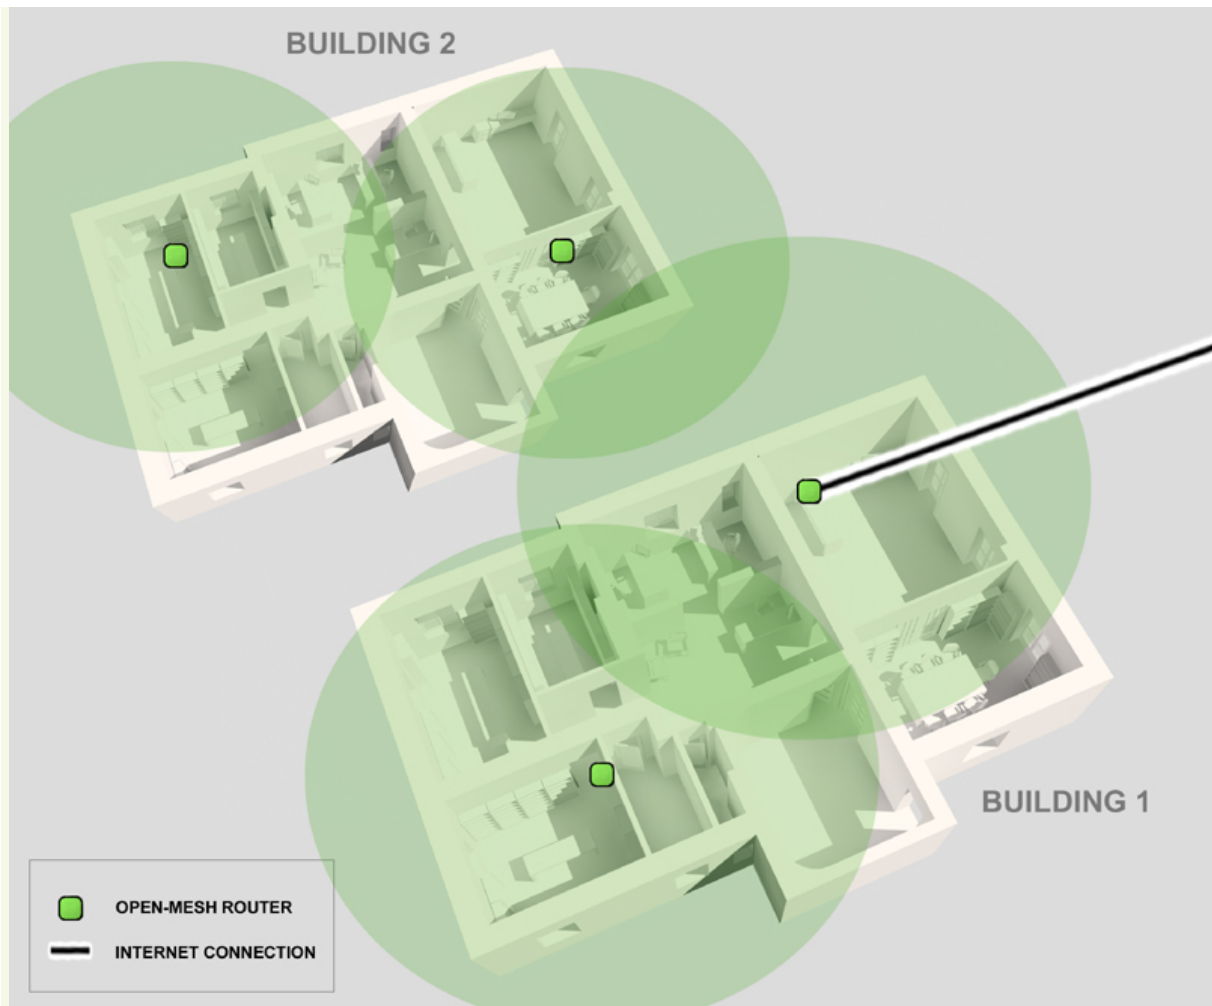 BUILDING 2
BUILDING 1
OPEN-MESH ROUTER
INTERNET CONNECTION